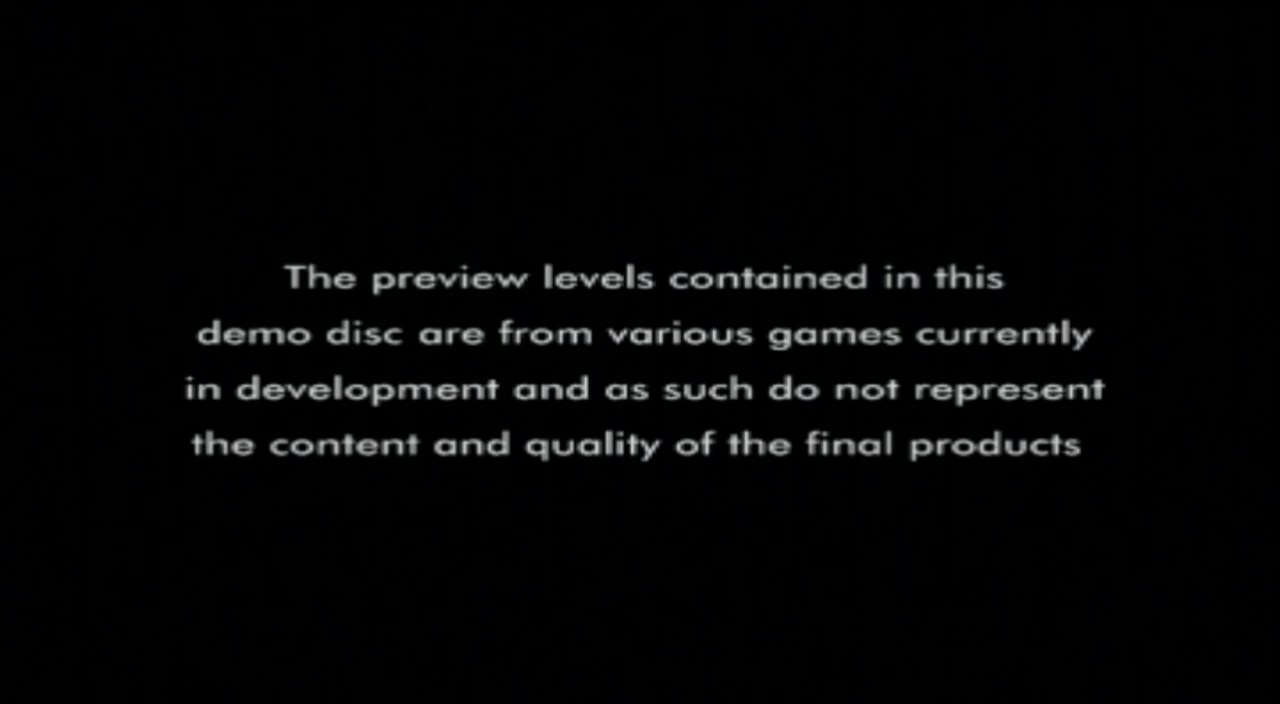 The preview levels contained in this
demo disc are from various games currently
in development and as such do not represent
the content and quality of the final products